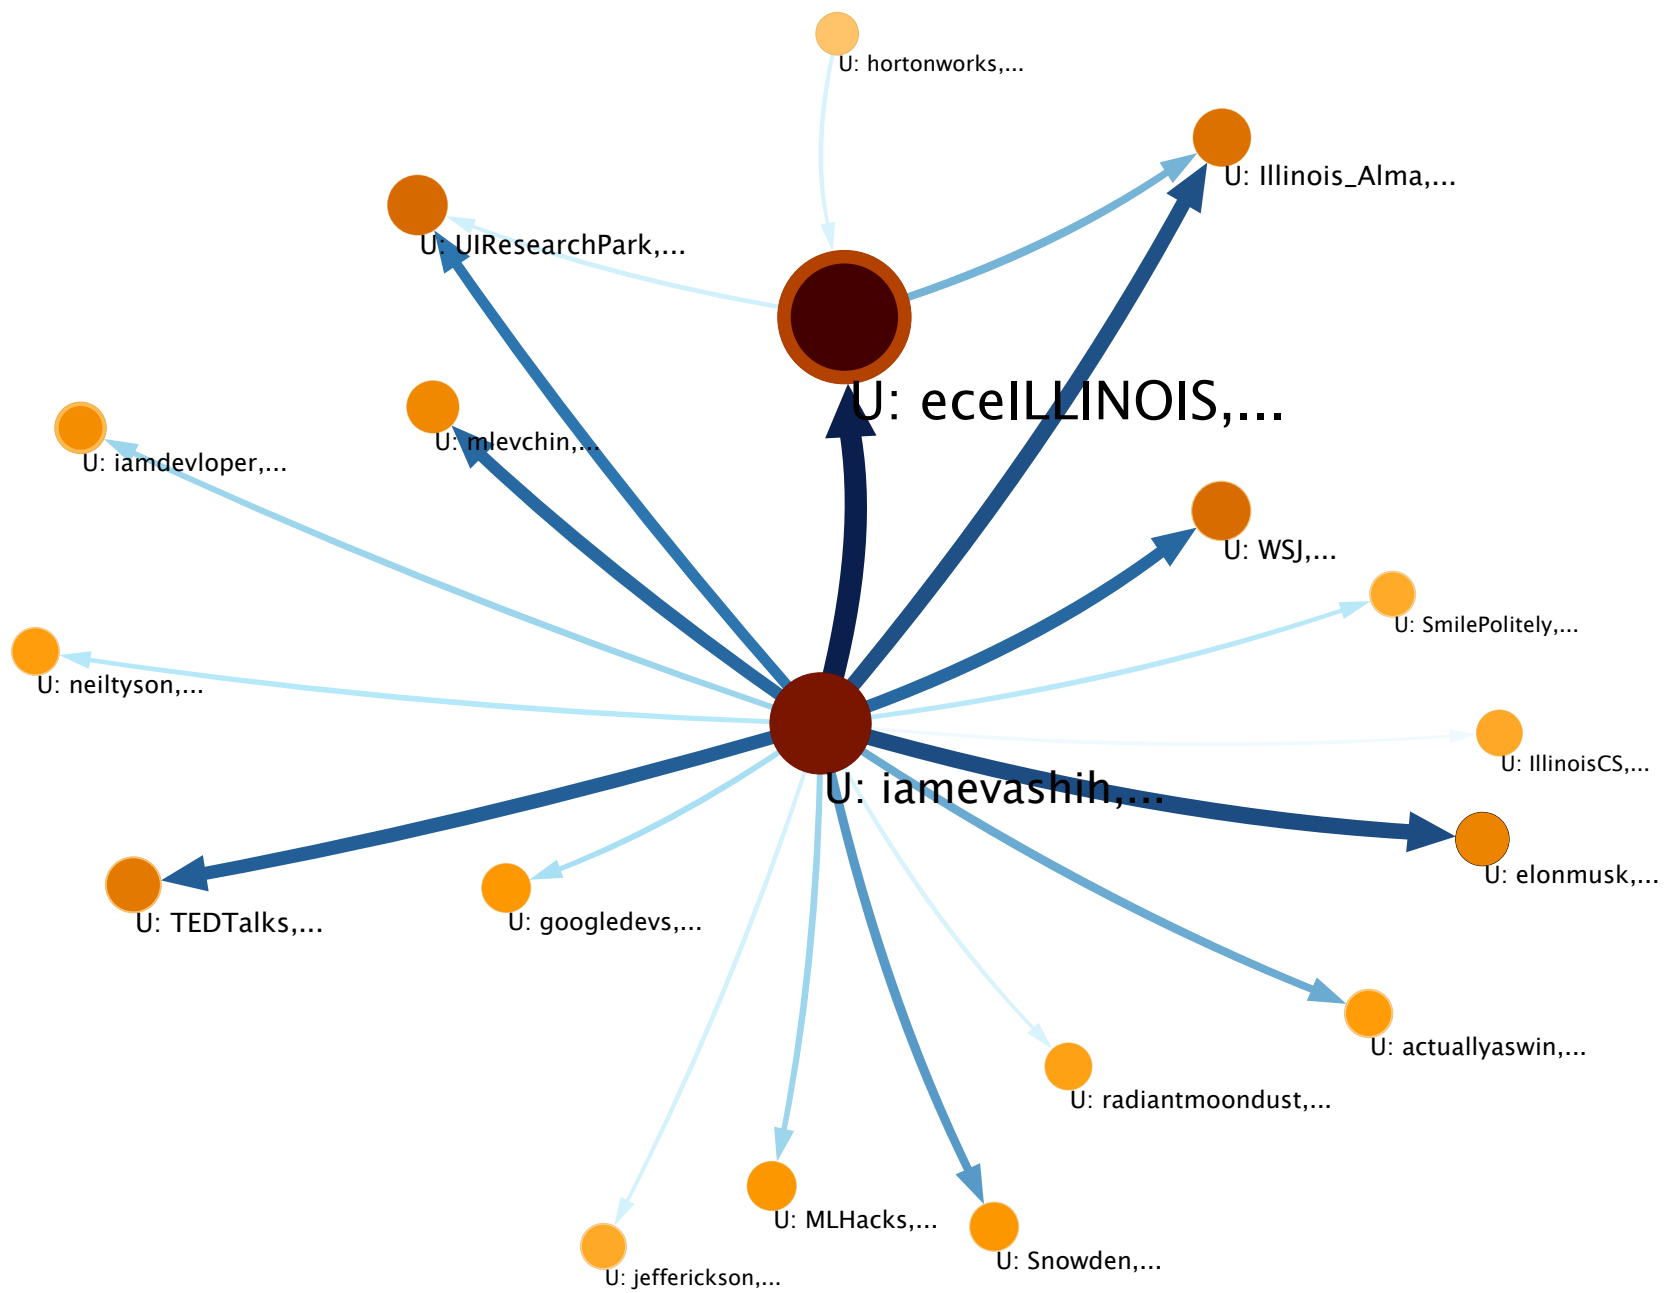 U: hortonworks,...
U: Illinois_Alma,...
U: UIResearchPark,...
U: eceILLINOIS,...
U: mlevchin,...
U: iamdevloper,...
U: WSJ,...
U: SmilePolitely,...
U: neiltyson,...
U: IllinoisCS,...
U: iamevashih,...
U: elonmusk,...
U: TEDTalks,...
U: googledevs,...
U: actuallyaswin,...
U: radiantmoondust,...
U: MLHacks,...
U: Snowden,...
U: jefferickson,...